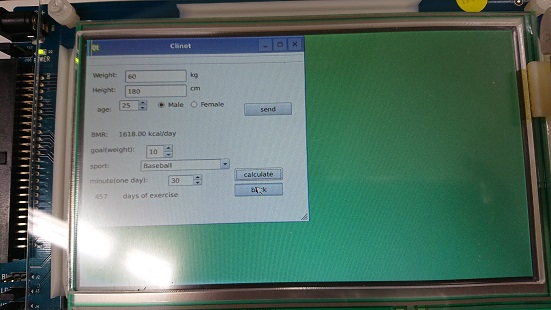 Qt Clinet
Weight: 60 kg
Height: 180 cm
age: 25 Male Female
send
BMR: 1618.00 kcal/day
goal(weight): 10
sport: Baseball
minute(one day): 30
calculate
457 days of exercise